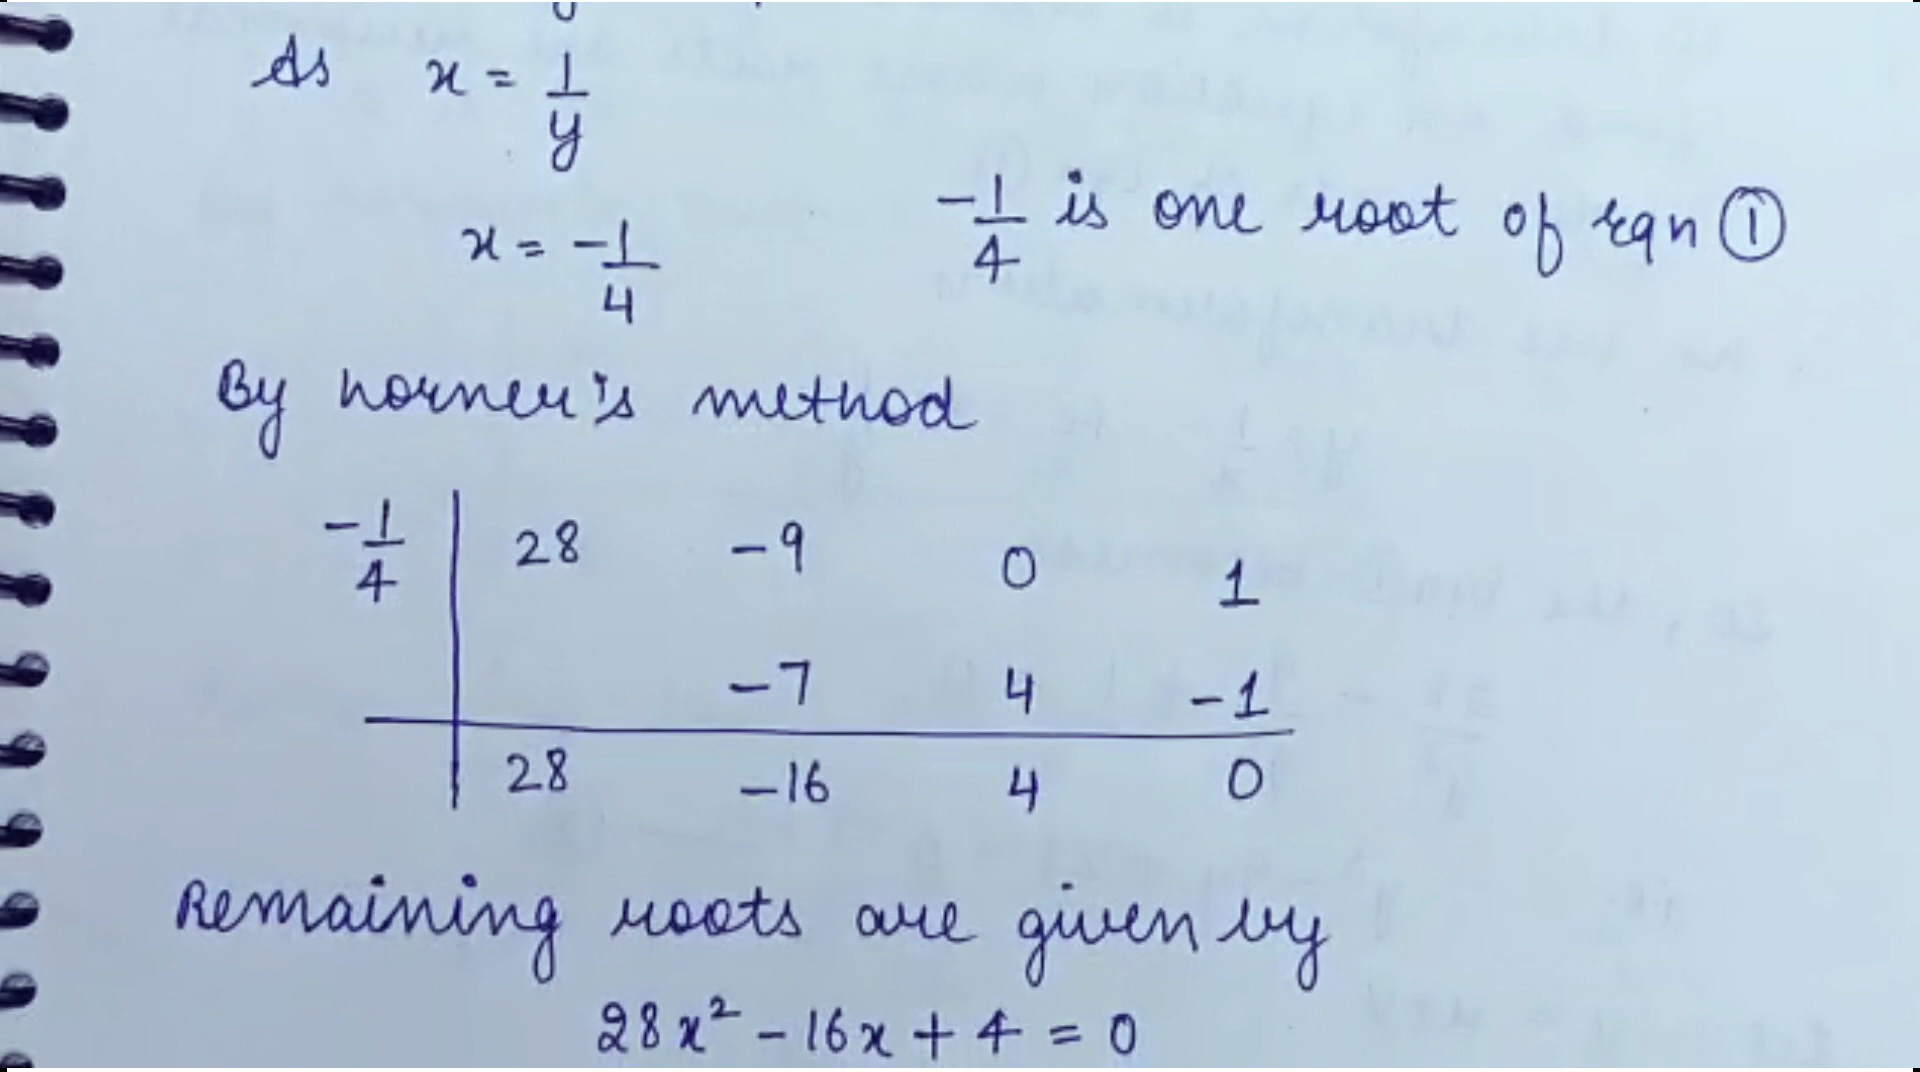 As x = 1/y
x = -1/4 -1/4 is one root of eqn ①
By horner's method
-1/4 | 28 -9 0 1
-7 4 -1
28 -16 4 0
Remaining roots are given by
28x² - 16x + 4 = 0